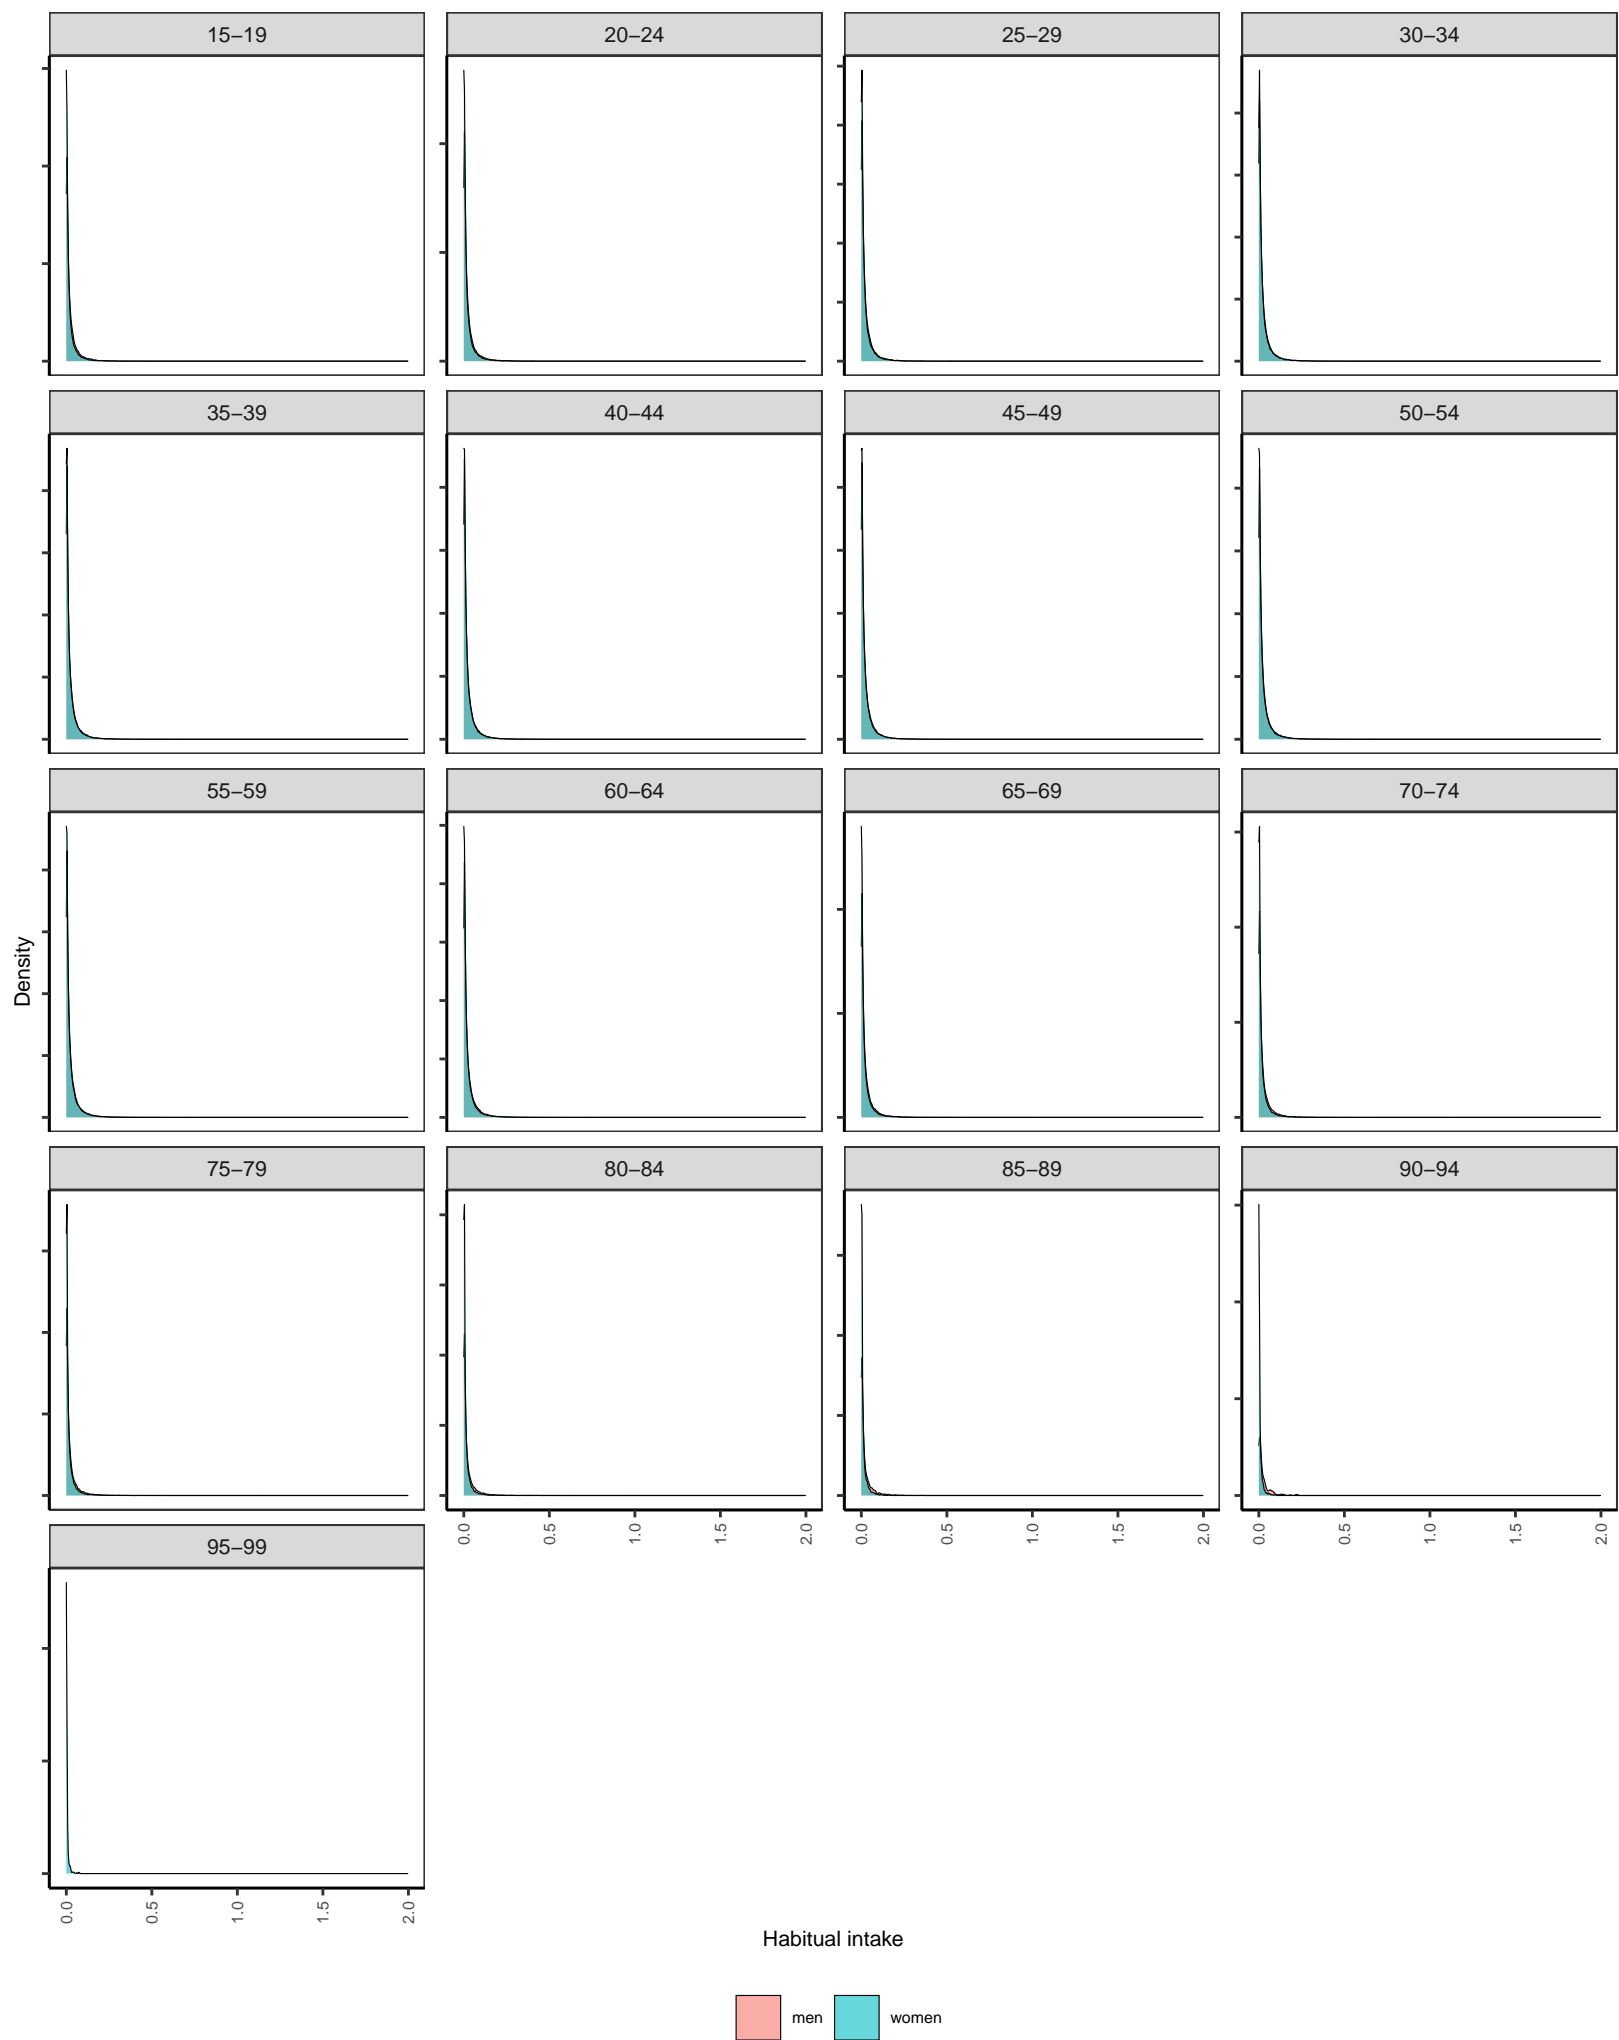 15–19 20–24 25–29 30–34
35–39 40–44 45–49 50–54
55–59 60–64 65–69 70–74
Density
75–79 80–84 85–89 90–94
0.0 0.5 1.0 1.5 2.0 0.0 0.5 1.0 1.5 2.0 0.0 0.5 1.0 1.5 2.0
95–99
0.0 0.5 1.0 1.5 2.0
Habitual intake
men women